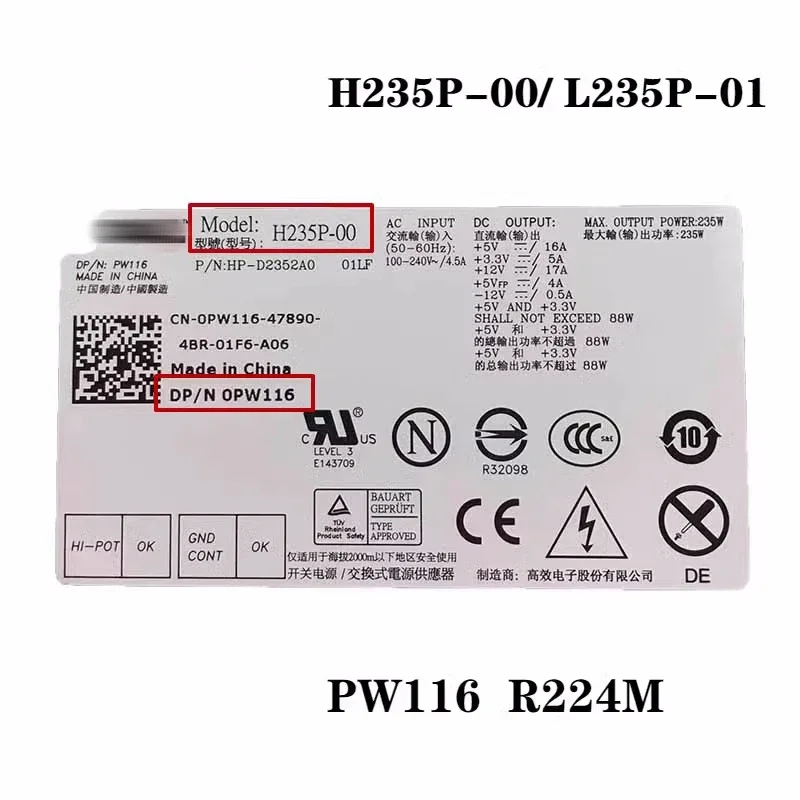 H235P-00/ L235P-01
Model: H235P-00
型號(型号):
DP/N: PW116
MADE IN CHINA
中国制造/中國製造
P/N:HP-D2352A0 01LF
AC INPUT
交流輸(输)入
(50-60Hz):
100-240V~/4.5A
DC OUTPUT:
直流輸(输)出
+5V ⎓/ 16A
+3.3V ⎓/ 5A
+12V ⎓/ 17A
+5VFP ⎓/ 4A
-12V ⎓/ 0.5A
+5V AND +3.3V
SHALL NOT EXCEED 88W
+5V 和 +3.3V
的總輸出功率不超過 88W
+5V 和 +3.3V
的总输出功率不超过 88W
MAX. OUTPUT POWER:235W
最大輸(输)出功率:235W
CN-0PW116-47890-
4BR-01F6-A06
Made in China
DP/N 0PW116
c RU ® US
LEVEL 3
E143709
N
R32098
CCC S&E
10
TÜV
Rheinland
Product Safety
BAUART
GEPRÜFT
TYPE
APPROVED
CE
DE
HI-POT OK
GND
CONT
OK
仅适用于海拔2000m以下地区安全使用
开关电源/交換式電源供應器
制造商: 高效电子股份有限公司
PW116 R224M